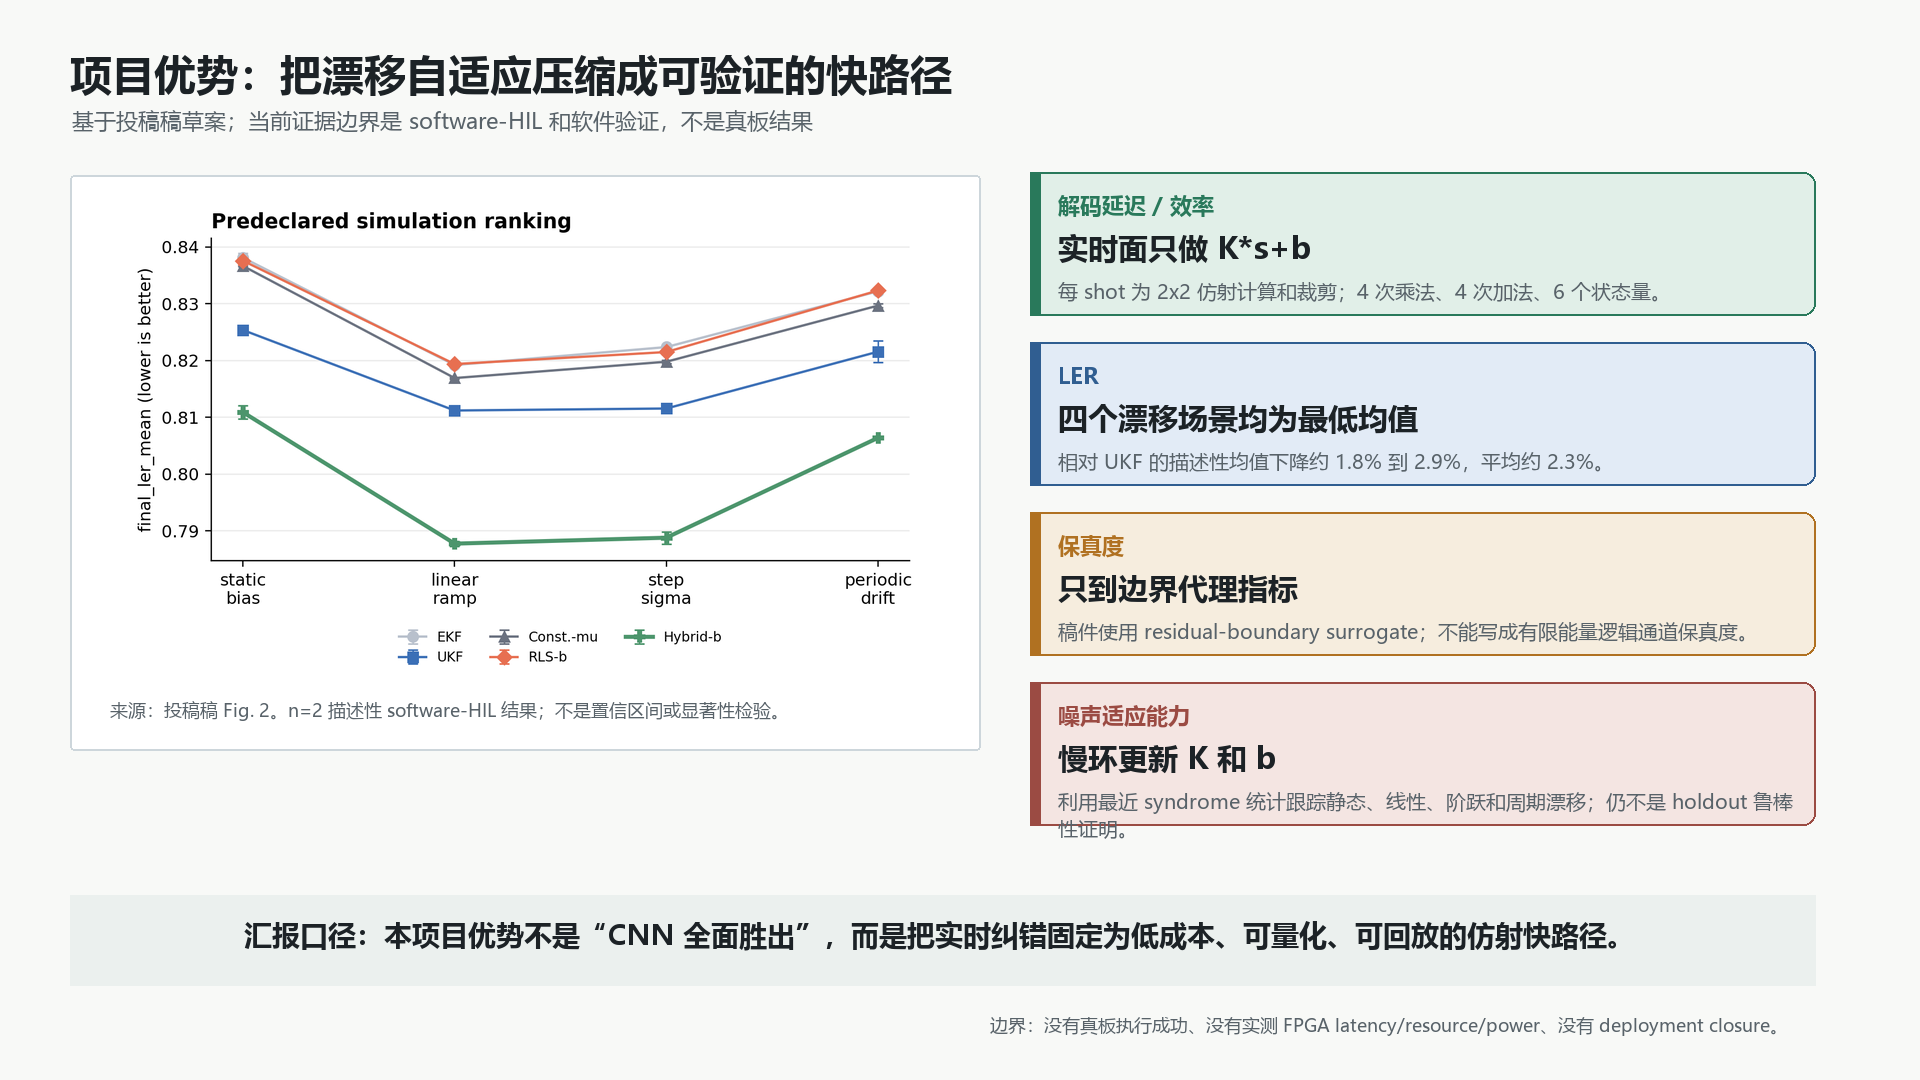 项目优势：把漂移自适应压缩成可验证的快路径
基于投稿稿草案；当前证据边界是 software-HIL 和软件验证，不是真板结果
Predeclared simulation ranking
final_ler_mean (lower is better)
0.84
0.83
0.82
0.81
0.80
0.79
static
bias
linear
ramp
step
sigma
periodic
drift
EKF
UKF
Const.-mu
RLS-b
Hybrid-b
来源：投稿稿 Fig. 2。n=2 描述性 software-HIL 结果；不是置信区间或显著性检验。
解码延迟 / 效率
实时面只做 K*s+b
每 shot 为 2x2 仿射计算和裁剪；4 次乘法、4 次加法、6 个状态量。
LER
四个漂移场景均为最低均值
相对 UKF 的描述性均值下降约 1.8% 到 2.9%，平均约 2.3%。
保真度
只到边界代理指标
稿件使用 residual-boundary surrogate；不能写成有限能量逻辑通道保真度。
噪声适应能力
慢环更新 K 和 b
利用最近 syndrome 统计跟踪静态、线性、阶跃和周期漂移；仍不是 holdout 鲁棒
性证明。
汇报口径：本项目优势不是“CNN 全面胜出”，而是把实时纠错固定为低成本、可量化、可回放的仿射快路径。
边界：没有真板执行成功、没有实测 FPGA latency/resource/power、没有 deployment closure。